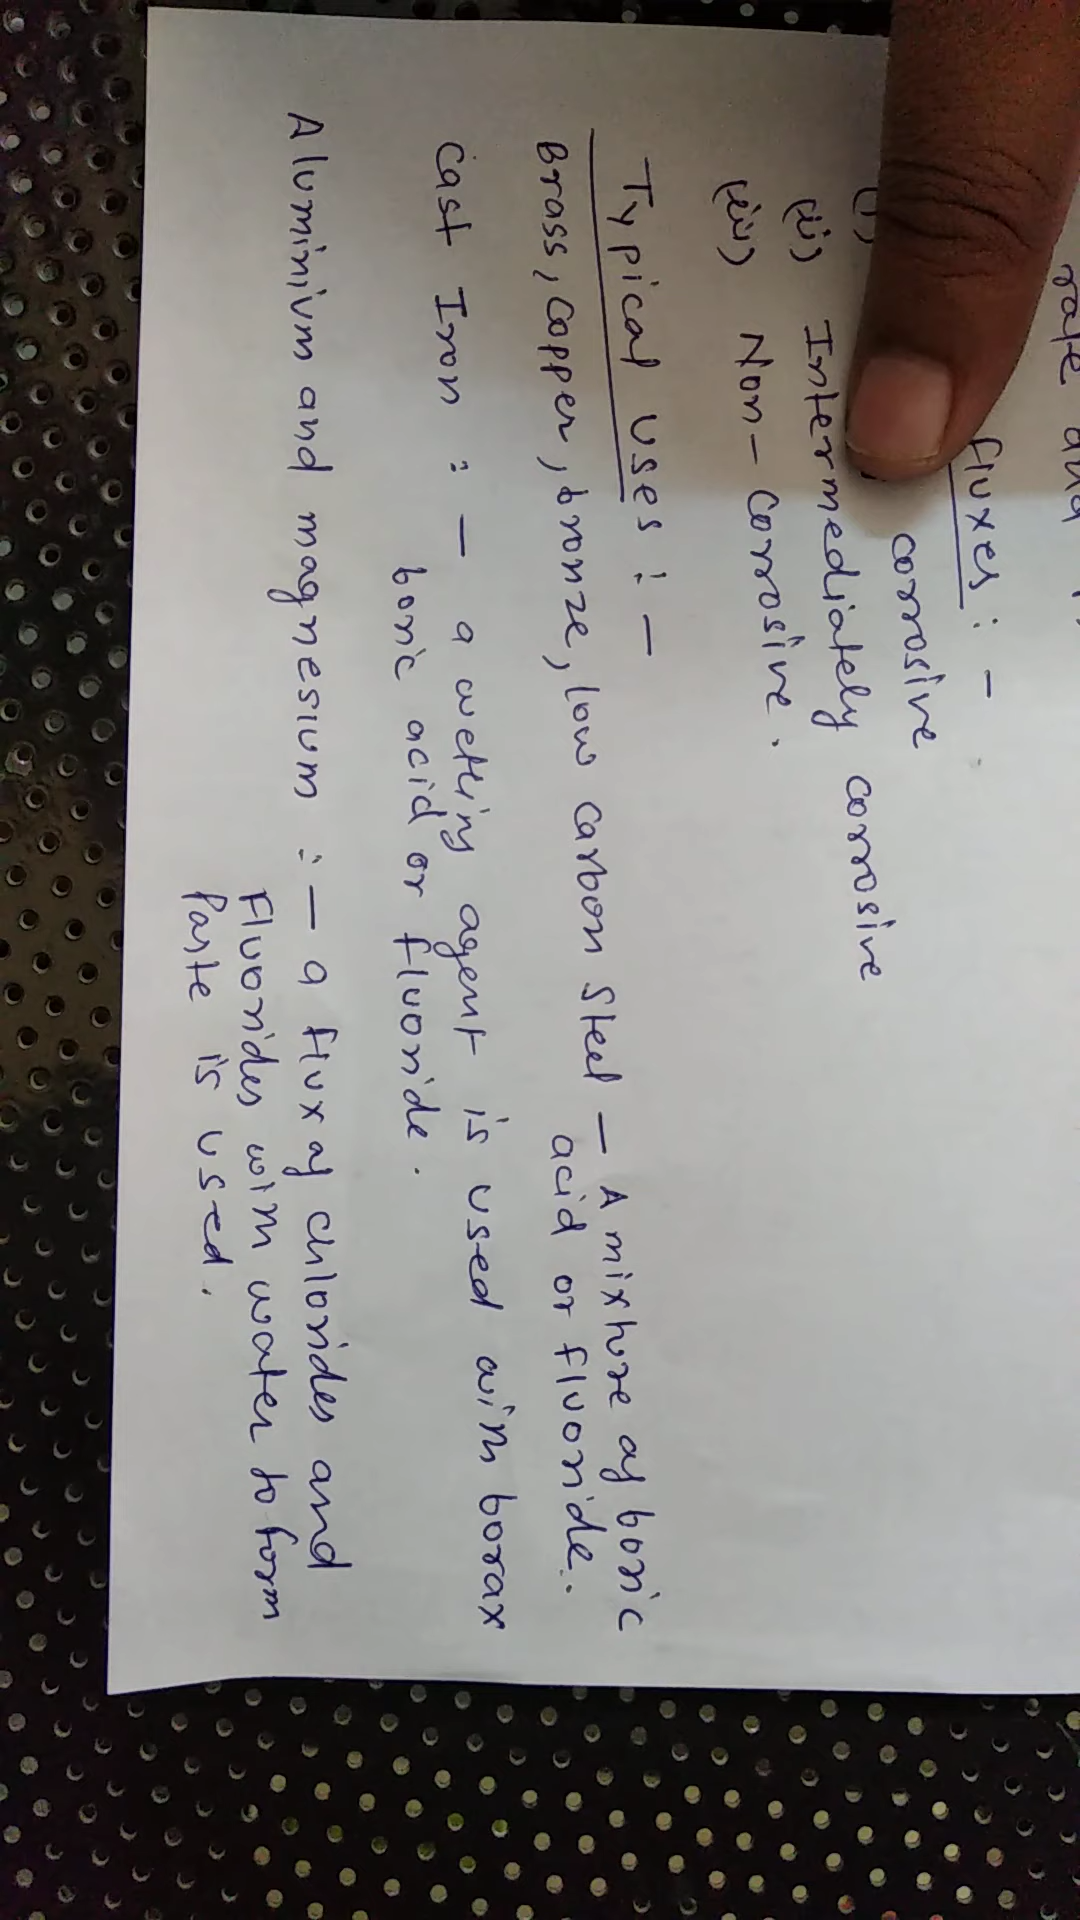 rate and
fluxes : -
corrosive
(ii) Intermediately corrosive
(iii) Non - Corrosive.
Typical Uses : -
Brass, Copper, bronze, low carbon Steel - A mixture of boric
acid or fluoride.
Cast Iron : - a wetting agent is used with borax
boric acid or fluoride.
Aluminium and magnesium : - a flux of chlorides and
Fluorides with water to form
Paste is used.